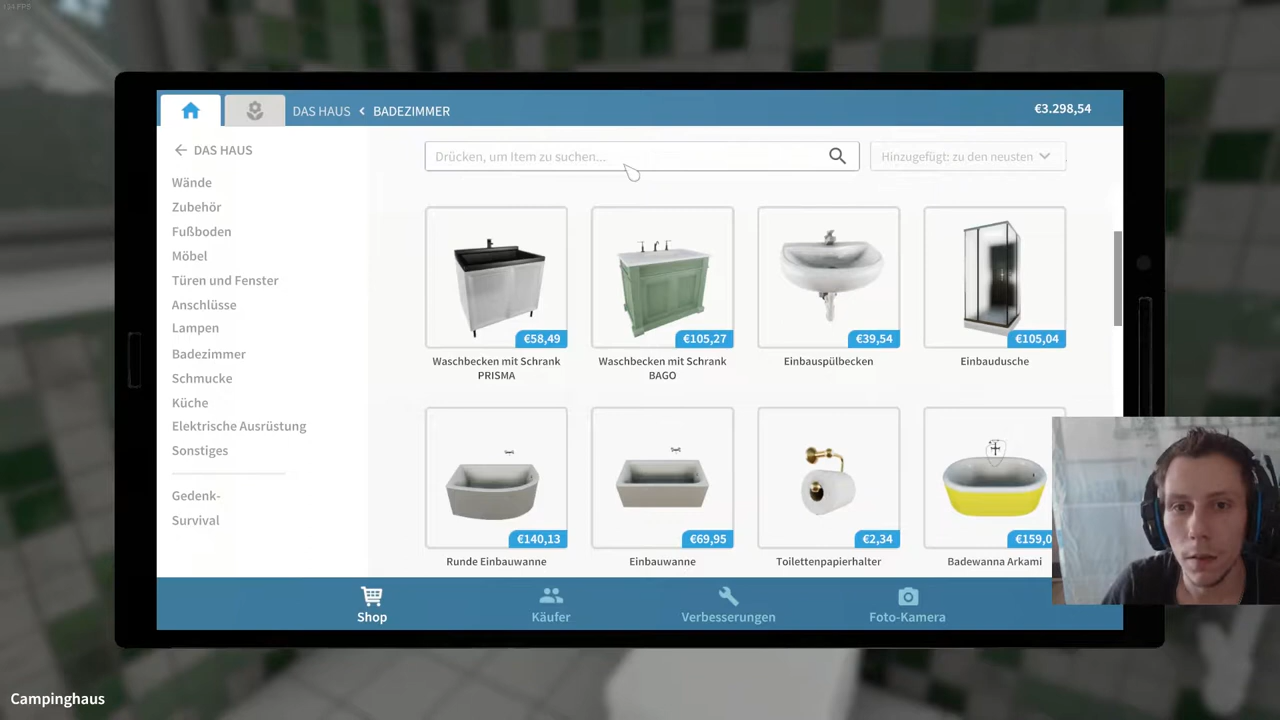 194 FPS
DAS HAUS < BADEZIMMER
€3.298,54
← DAS HAUS
Drücken, um Item zu suchen...
Hinzugefügt: zu den neusten
Wände
Zubehör
Fußboden
Möbel
Türen und Fenster
Anschlüsse
Lampen
Badezimmer
Schmucke
Küche
Elektrische Ausrüstung
Sonstiges
Gedenk-
Survival
€58,49
€105,27
€39,54
€105,04
Waschbecken mit Schrank
PRISMA
Waschbecken mit Schrank
BAGO
Einbauspülbecken
Einbaudusche
€140,13
€69,95
€2,34
€159,0
Runde Einbauwanne
Einbauwanne
Toilettenpapierhalter
Badewanna Arkami
Shop
Käufer
Verbesserungen
Foto-Kamera
Campinghaus